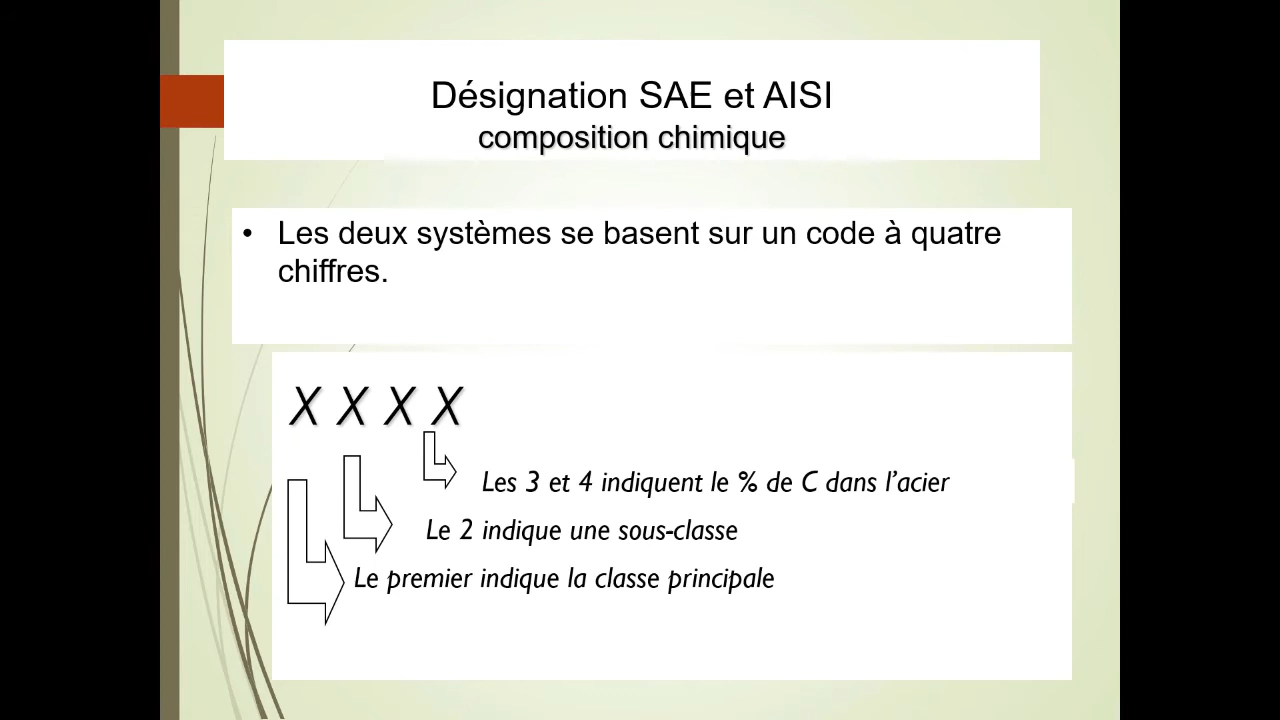 Désignation SAE et AISI
composition chimique
• Les deux systèmes se basent sur un code à quatre
chiffres.
X X X X
Les 3 et 4 indiquent le % de C dans l’acier
Le 2 indique une sous-classe
Le premier indique la classe principale